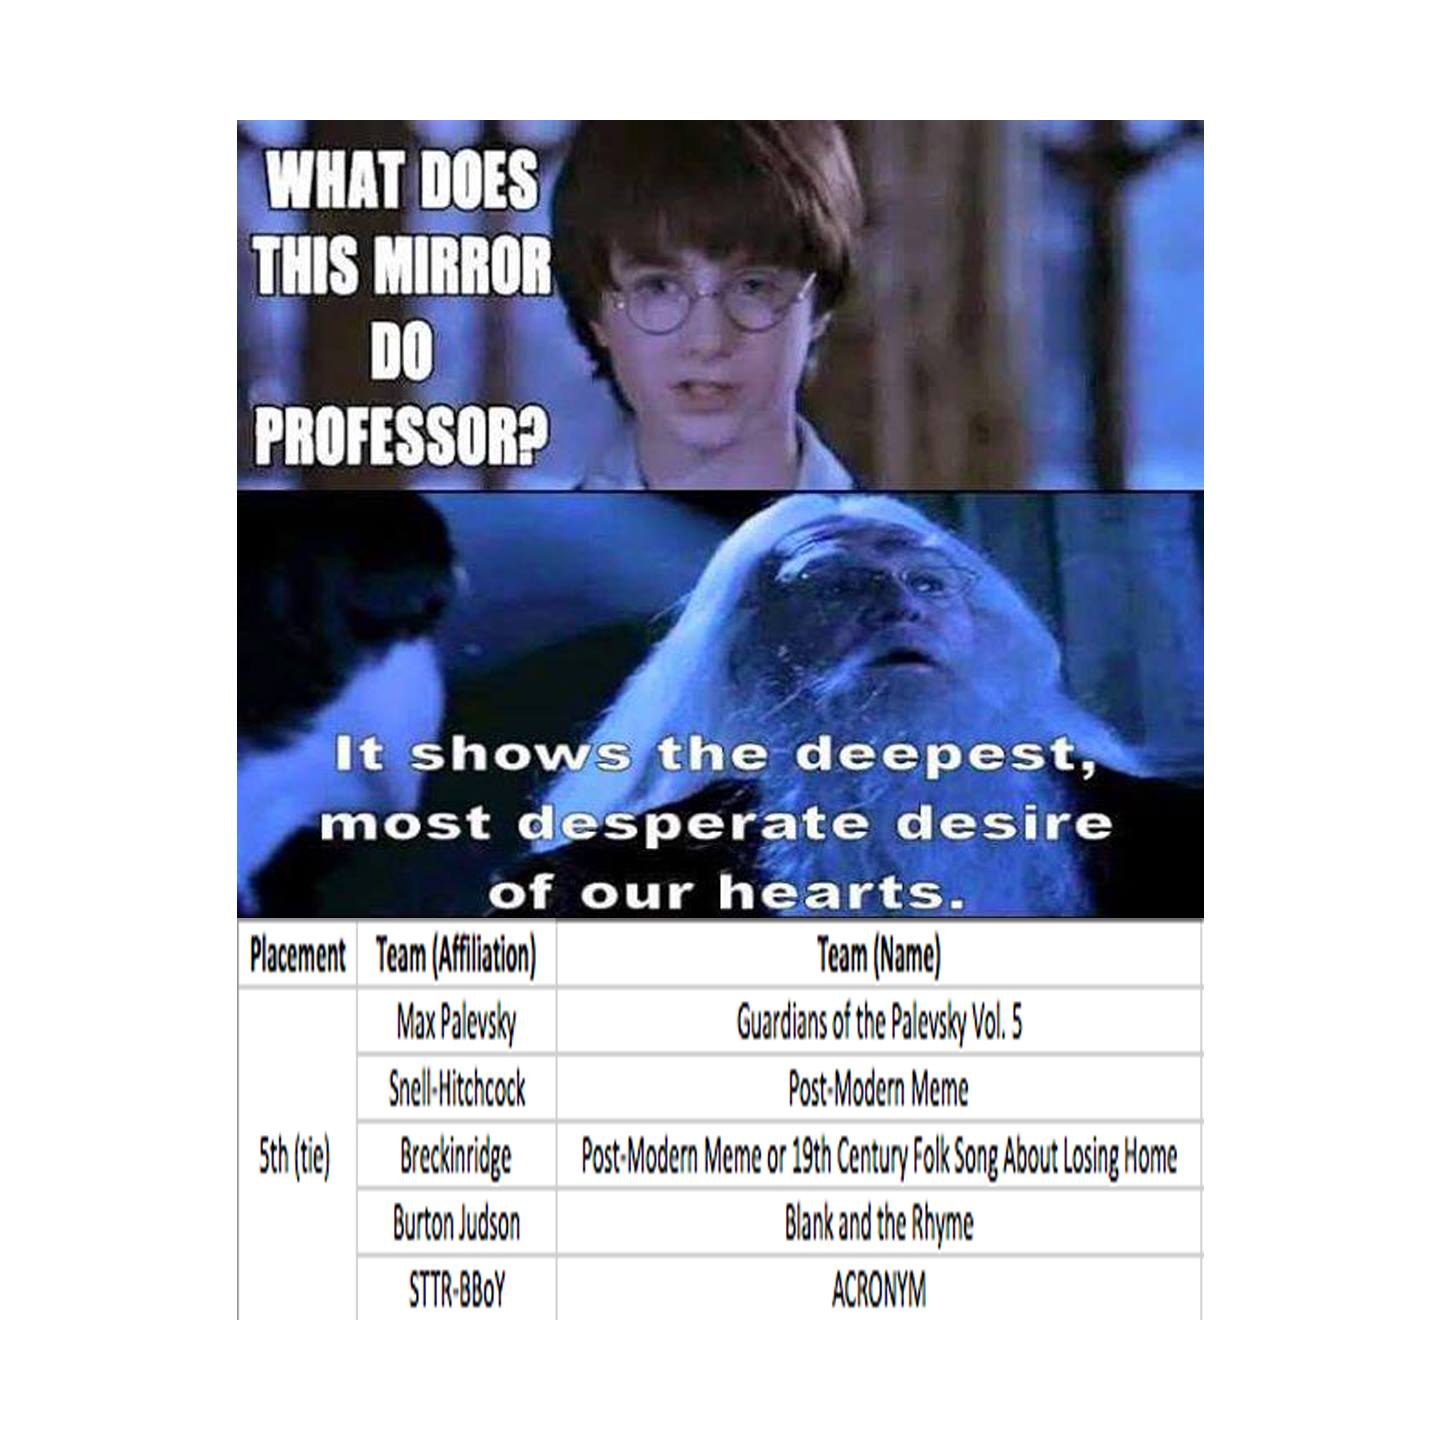 WHAT DOES
THIS MIRROR
DO
PROFESSOR?
It shows the deepest,
most desperate desire
of our hearts.
Placement Team (Affiliation) Team (Name)
5th (tie)
Max Palevsky Guardians of the Palevsky Vol. 5
Snell-Hitchcock Post-Modern Meme
Breckinridge Post-Modern Meme or 19th Century Folk Song About Losing Home
Burton Judson Blank and the Rhyme
STTR-BBoY ACRONYM